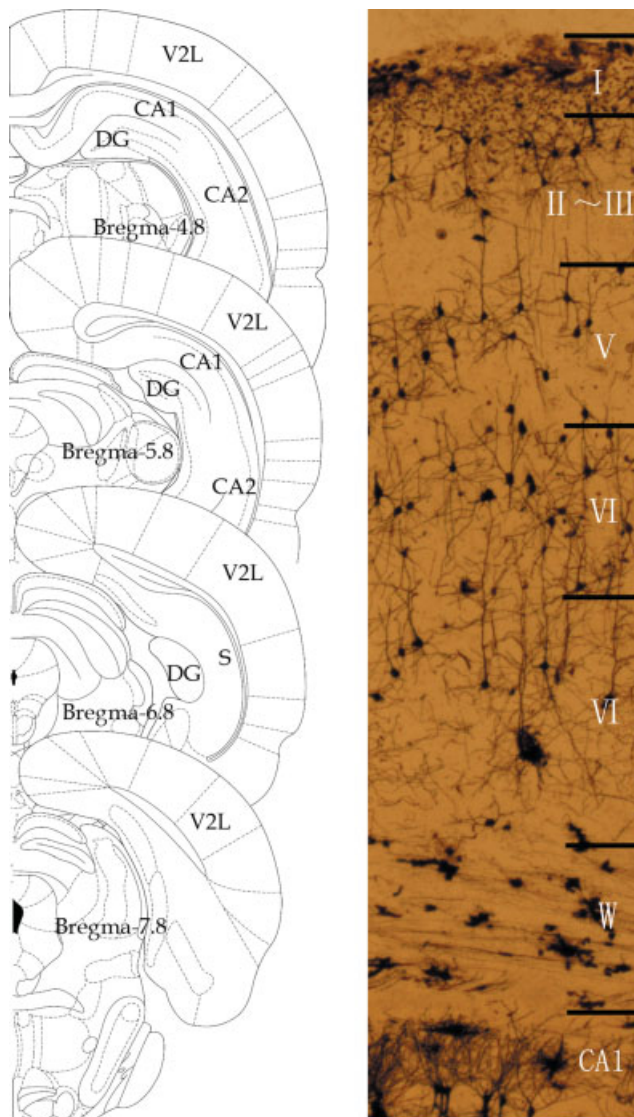 V2L
CA1
DG
CA2
Bregma-4.8
V2L
CA1
DG
Bregma-5.8
CA2
V2L
S
DG
Bregma-6.8
V2L
Bregma-7.8
I
II～III
V
VI
VI
W
CA1